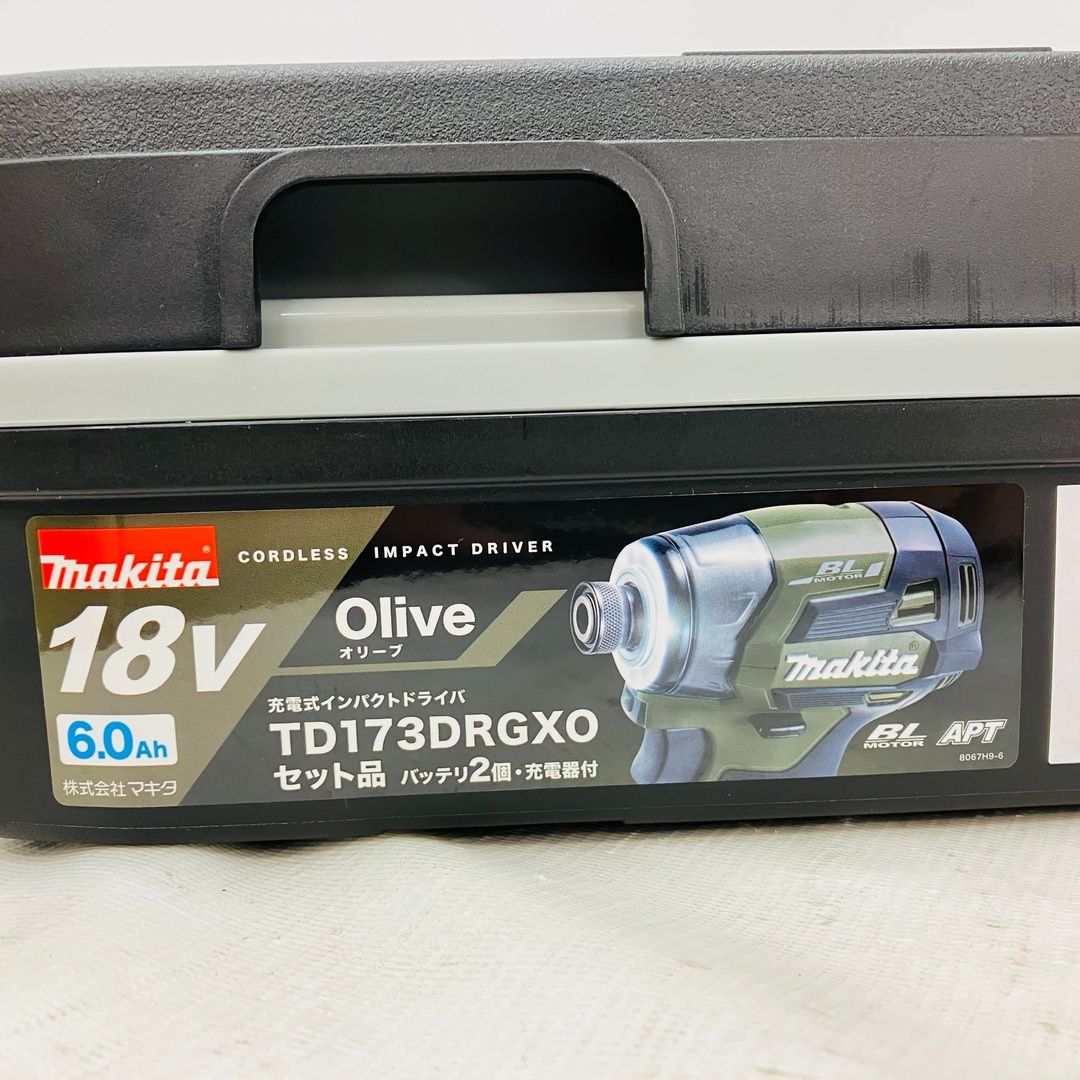 makita®
CORDLESS IMPACT DRIVER
18V
Olive
オリーブ
6.0Ah
充電式インパクトドライバ
TD173DRGXO
セット品 バッテリ2個・充電器付
株式会社マキタ
BL
MOTOR
makita®
BL
MOTOR
APT
8067H9-6